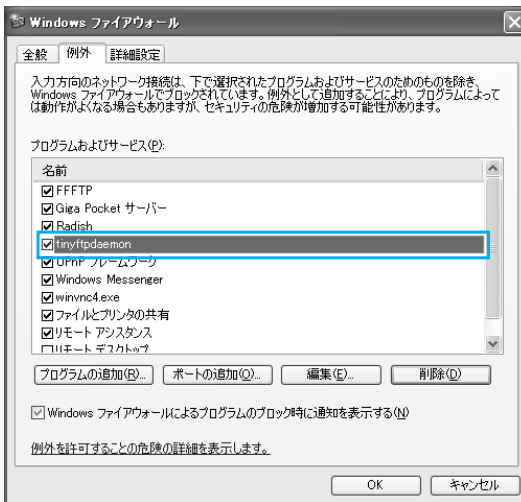 Windows ファイアウォール
全般 例外 詳細設定
入力方向のネットワーク接続は、下で選択されたプログラムおよびサービスのためのものを除き、
Windows ファイアウォールでブロックされています。例外として追加することにより、プログラムによって
は動作がよくなる場合もありますが、セキュリティの危険が増加する可能性があります。
プログラムおよびサービス(P):
名前
FFFTP
Giga Pocket サーバー
Radish
tinyftpdaemon
UPnP フレームワーク
Windows Messenger
winvnc4.exe
ファイルとプリンタの共有
リモート アシスタンス
リモート デスクトップ
プログラムの追加(R)... ポートの追加(O)... 編集(E)... 削除(D)
Windows ファイアウォールによるプログラムのブロック時に通知を表示する(N)
例外を許可することの危険の詳細を表示します。
OK キャンセル